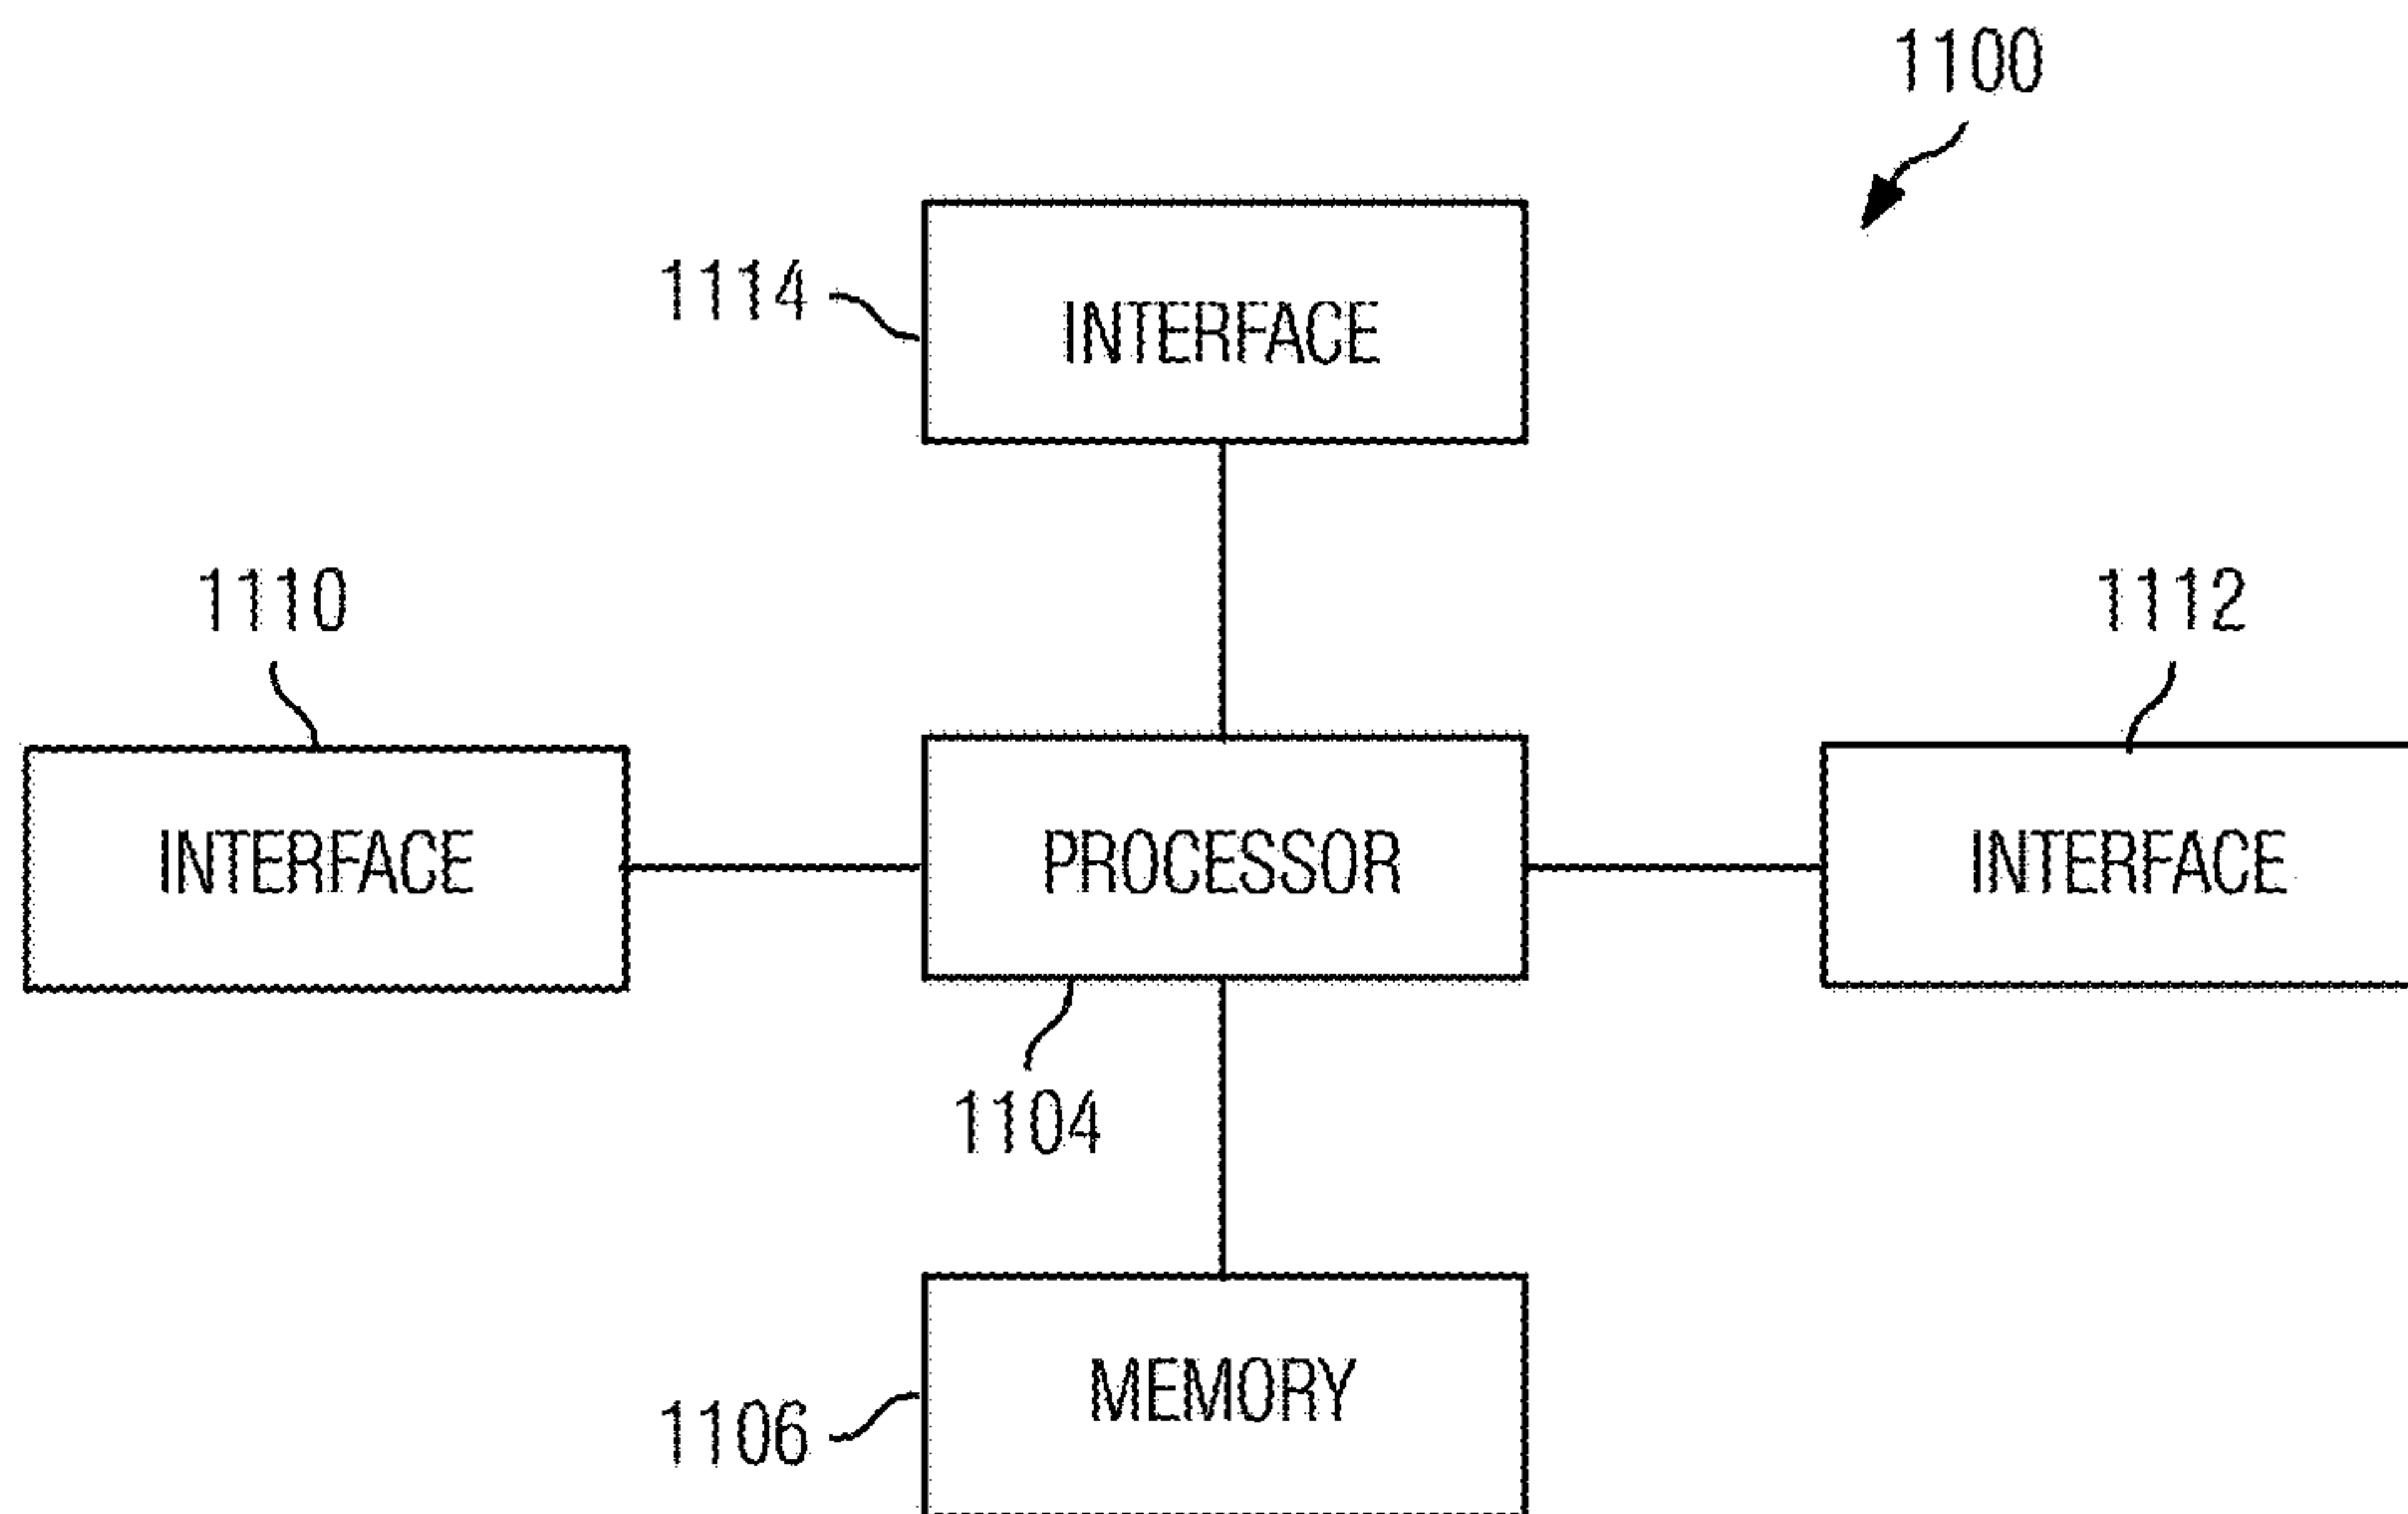 1100
1114
INTERFACE
1110
1112
INTERFACE
PROCESSOR
INTERFACE
1104
MEMORY
1106